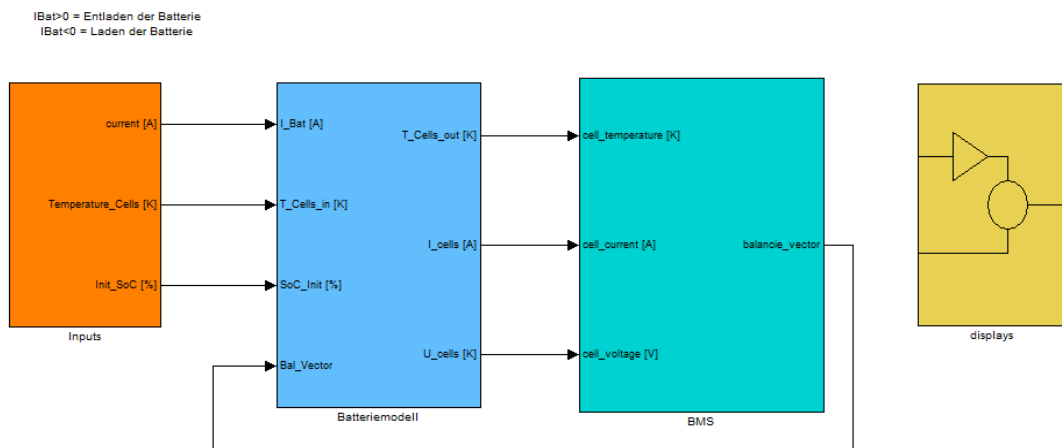 IBat>0 = Entladen der Batterie
IBat<0 = Laden der Batterie
current [A]
Temperature_Cells [K]
Init_SoC [%]
Inputs
I_Bat [A]
T_Cells_in [K]
SoC_Init [%]
Bal_Vector
T_Cells_out [K]
I_cells [A]
U_cells [K]
Batteriemodell
cell_temperature [K]
cell_current [A]
cell_voltage [V]
balancie_vector
BMS
displays